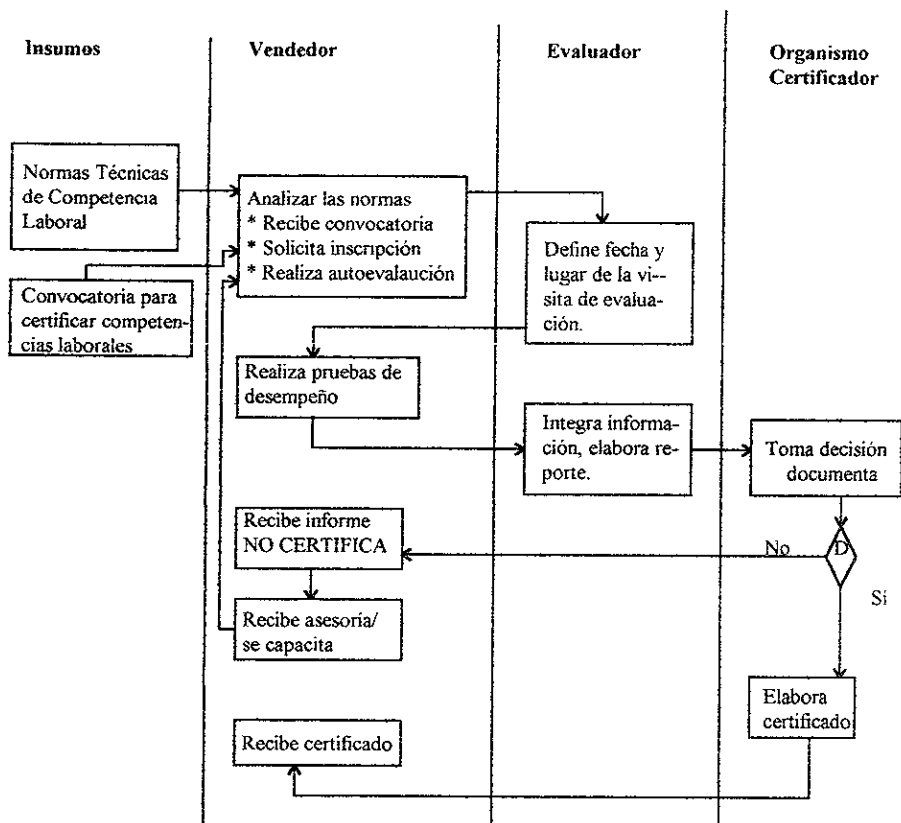 Insumos
Vendedor
Evaluador
Organismo
Certificador
Normas Técnicas
de Competencia
Laboral
Analizar las normas
* Recibe convocatoria
* Solicita inscripción
* Realiza autoevalaución
Define fecha y
lugar de la vi--
sita de evaluación.
Convocatoria para
certificar competen-
cias laborales
Realiza pruebas de
desempeño
Integra informa-
ción, elabora re-
porte.
Toma decisión
documenta
Recibe informe
NO CERTIFICA
No
D
Sí
Recibe asesoría/
se capacita
Elabora
certificado
Recibe certificado